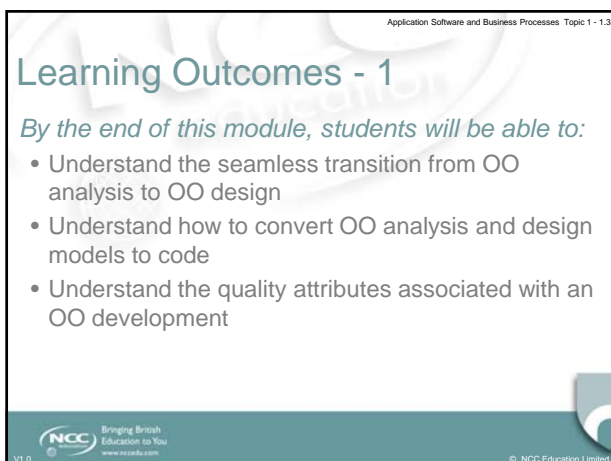 Application Software and Business Processes Topic 1 - 1.3
Learning Outcomes - 1
By the end of this module, students will be able to:
• Understand the seamless transition from OO
analysis to OO design
• Understand how to convert OO analysis and design
models to code
• Understand the quality attributes associated with an
OO development
NCC
education
Bringing British
Education to You
www.nccedu.com
V1.0
© NCC Education Limited